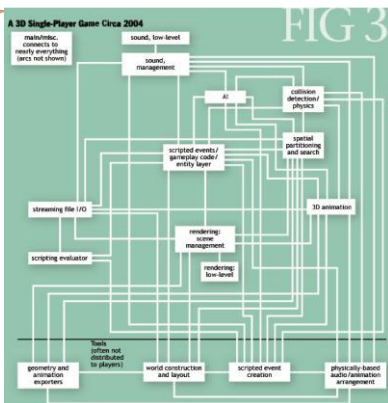 A 3D Single-Player Game Circa 2004
FIG 3
main/misc.
connects to
nearly everything
(arcs not shown)
sound, low-level
sound,
management
AI
collision
detection/
physics
spatial
partitioning
and search
scripted events/
gameplay code/
entity layer
streaming file I/O
3D animation
rendering:
scene
management
scripting evaluator
rendering:
low-level
Tools
(often not
distributed
to players)
geometry and
animation
exporters
world construction
and layout
scripted event
creation
physically-based
audio/animation
arrangement